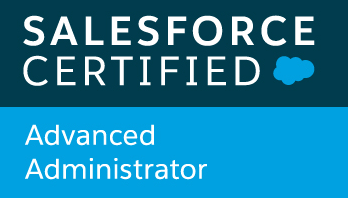 SALESFORCE
CERTIFIED
Advanced
Administrator